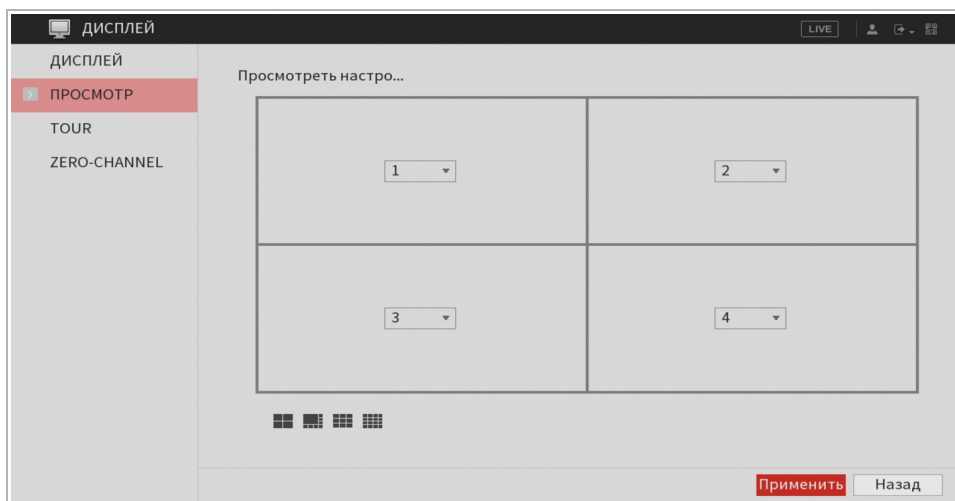 ДИСПЛЕЙ
LIVE
ДИСПЛЕЙ
ПРОСМОТР
TOUR
ZERO-CHANNEL
Просмотреть настро...
1
2
3
4
Применить
Назад